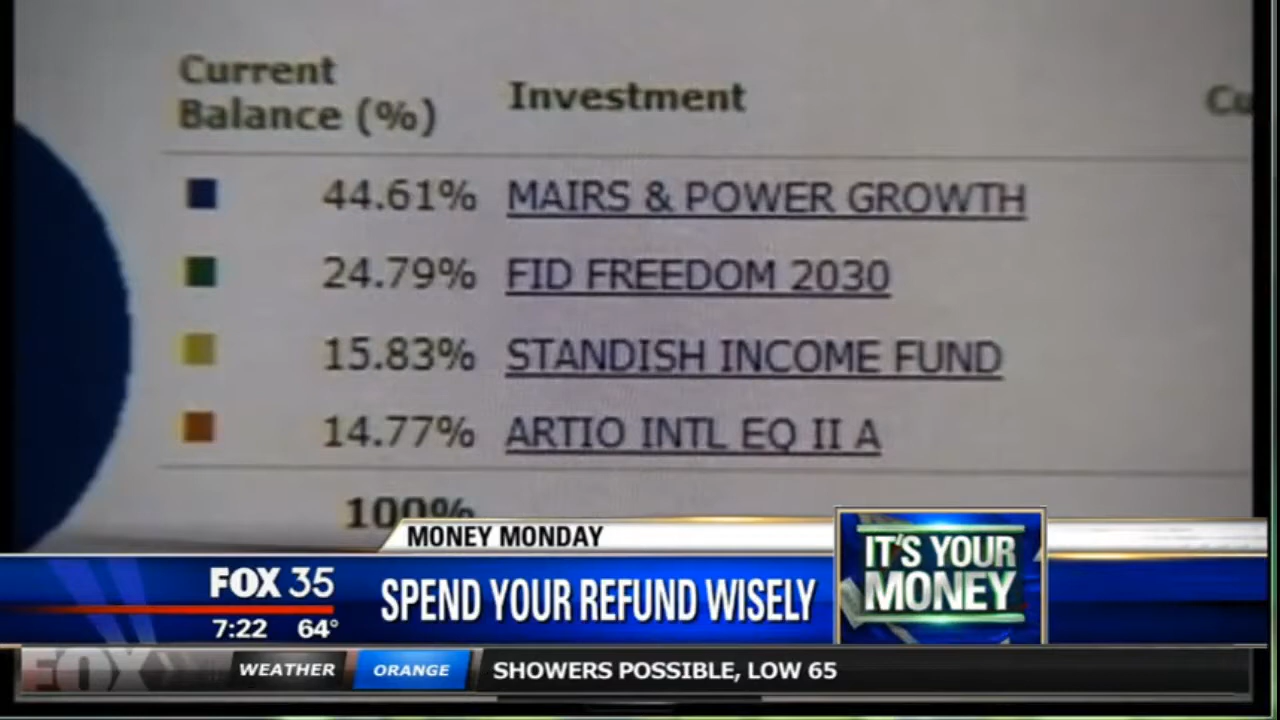 Current
Balance (%) Investment
44.61% MAIRS & POWER GROWTH
24.79% FID FREEDOM 2030
15.83% STANDISH INCOME FUND
14.77% ARTIO INTL EQ II A
100%
MONEY MONDAY
FOX 35
SPEND YOUR REFUND WISELY
IT'S YOUR
MONEY
7:22 64°
FOX WEATHER ORANGE SHOWERS POSSIBLE, LOW 65